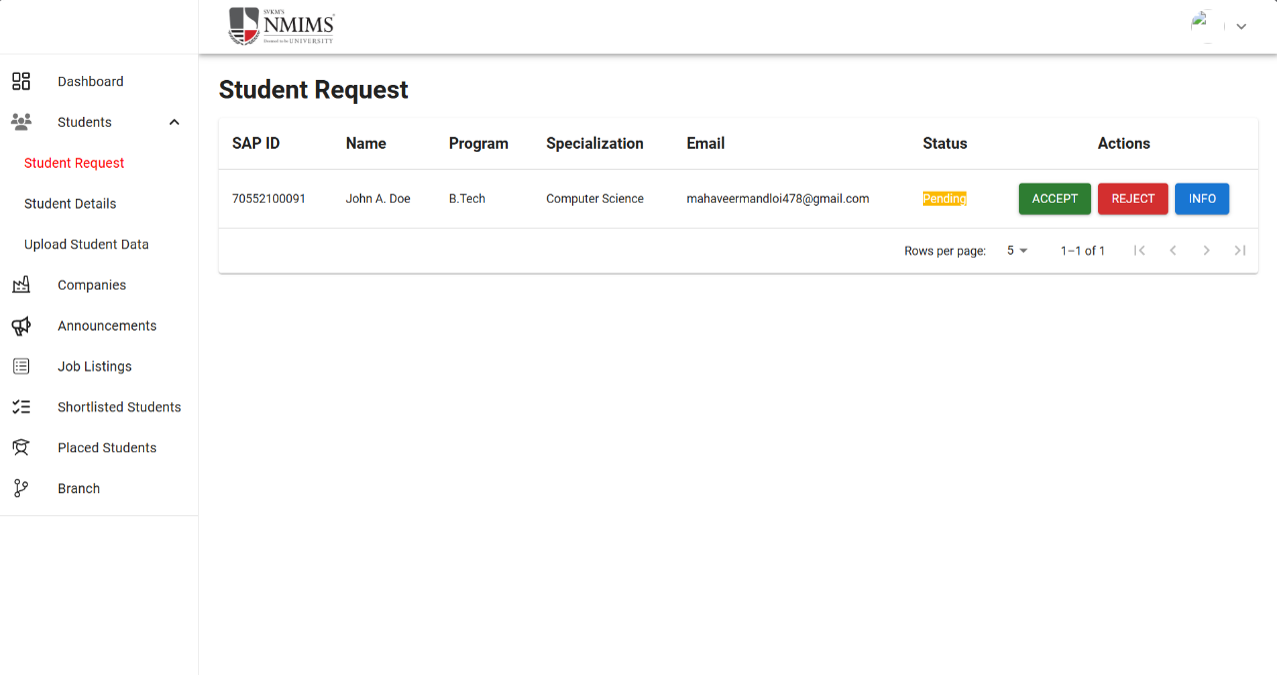 SVKM'S
NMIMS
Deemed to be UNIVERSITY
Dashboard
Students
Student Request
Student Details
Upload Student Data
Companies
Announcements
Job Listings
Shortlisted Students
Placed Students
Branch
Student Request
SAP ID Name Program Specialization Email Status Actions
70552100091 John A. Doe B.Tech Computer Science mahaveermandloi478@gmail.com Pending ACCEPT REJECT INFO
Rows per page: 5 1–1 of 1